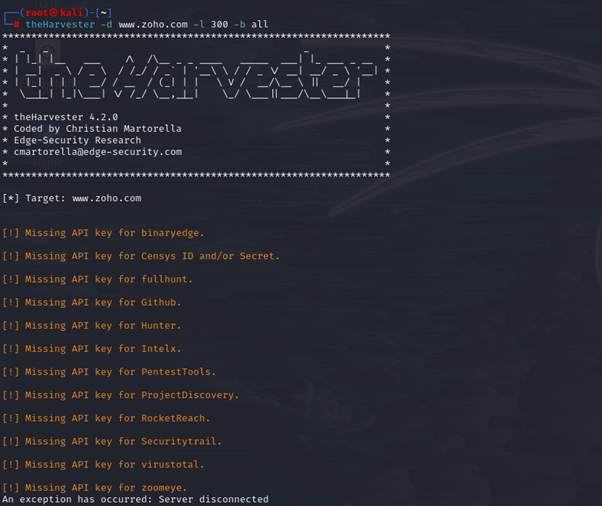 (root㉿kali)-[~]
# theHarvester -d www.zoho.com -l 300 -b all
*******************************************************************
* theHarvester *
* *
* theHarvester 4.2.0 *
* Coded by Christian Martorella *
* Edge-Security Research *
* cmartorella@edge-security.com *
* *
*******************************************************************
[*] Target: www.zoho.com
[!] Missing API key for binaryedge.
[!] Missing API key for Censys ID and/or Secret.
[!] Missing API key for fullhunt.
[!] Missing API key for Github.
[!] Missing API key for Hunter.
[!] Missing API key for Intelx.
[!] Missing API key for PentestTools.
[!] Missing API key for ProjectDiscovery.
[!] Missing API key for RocketReach.
[!] Missing API key for Securitytrail.
[!] Missing API key for virustotal.
[!] Missing API key for zoomeye.
An exception has occurred: Server disconnected